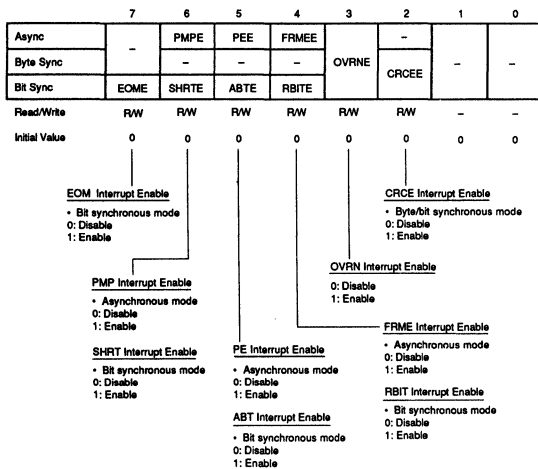 7 6 5 4 3 2 1 0
Async – PMPE PEE FRMEE OVRNE – – –
Byte Sync – – – CRCEE
Bit Sync EOME SHRTE ABTE RBITE
Read/Write R/W R/W R/W R/W R/W R/W – –
Initial Value 0 0 0 0 0 0 0 0
EOM Interrupt Enable
• Bit synchronous mode
0: Disable
1: Enable
CRCE Interrupt Enable
• Byte/bit synchronous mode
0: Disable
1: Enable
OVRN Interrupt Enable
0: Disable
1: Enable
PMP Interrupt Enable
• Asynchronous mode
0: Disable
1: Enable
FRME Interrupt Enable
• Asynchronous mode
0: Disable
1: Enable
SHRT Interrupt Enable
• Bit synchronous mode
0: Disable
1: Enable
PE Interrupt Enable
• Asynchronous mode
0: Disable
1: Enable
RBIT Interrupt Enable
• Bit synchronous mode
0: Disable
1: Enable
ABT Interrupt Enable
• Bit synchronous mode
0: Disable
1: Enable